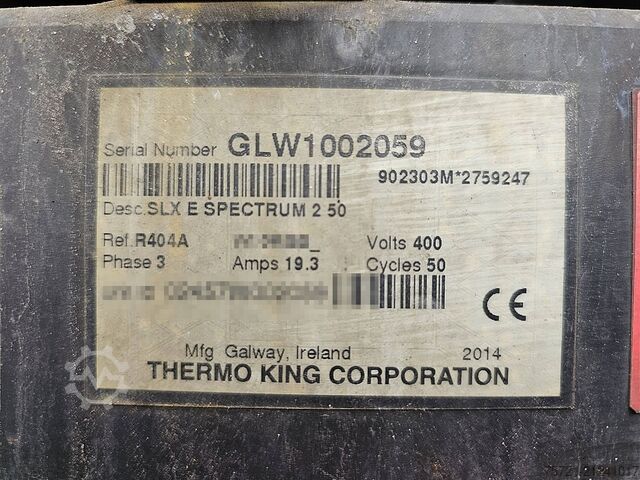 Serial Number GLW1002059
902303M*2759247
Desc.SLX E SPECTRUM 2 50
Ref.R404A Volts 400
Phase 3 Amps 19.3 Cycles 50
CE
Mfg Galway, Ireland 2014
THERMO KING CORPORATION